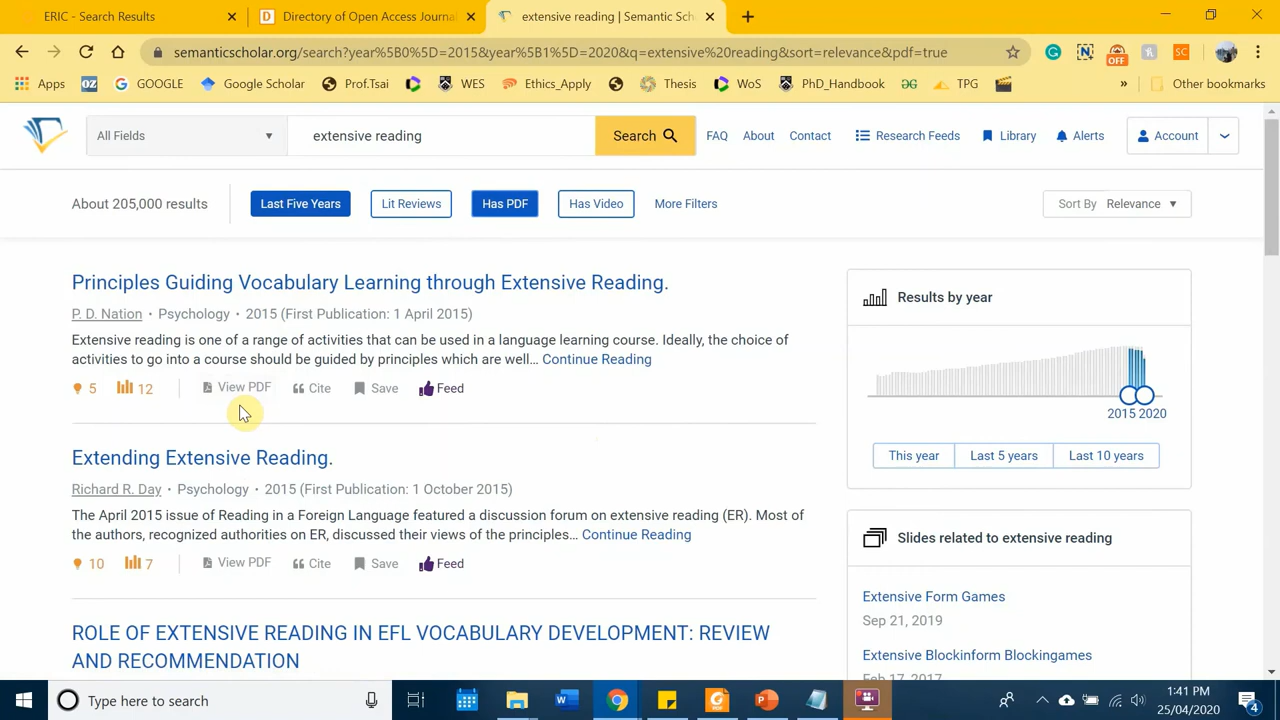 ERIC - Search Results
Directory of Open Access Journal
extensive reading | Semantic Sch
semanticscholar.org/search?year%5B0%5D=2015&year%5B1%5D=2020&q=extensive%20reading&sort=relevance&pdf=true
OFF
SC
Apps
OZ
GOOGLE
Google Scholar
Prof.Tsai
WES
Ethics_Apply
Thesis
WoS
PhD_Handbook
TPG
»
Other bookmarks
All Fields
extensive reading
Search
FAQ
About
Contact
Research Feeds
Library
Alerts
Account
About 205,000 results
Last Five Years
Lit Reviews
Has PDF
Has Video
More Filters
Sort By Relevance
Principles Guiding Vocabulary Learning through Extensive Reading.
P. D. Nation • Psychology • 2015 (First Publication: 1 April 2015)
Extensive reading is one of a range of activities that can be used in a language learning course. Ideally, the choice of
activities to go into a course should be guided by principles which are well... Continue Reading
5 12 View PDF Cite Save Feed
Extending Extensive Reading.
Richard R. Day • Psychology • 2015 (First Publication: 1 October 2015)
The April 2015 issue of Reading in a Foreign Language featured a discussion forum on extensive reading (ER). Most of
the authors, recognized authorities on ER, discussed their views of the principles... Continue Reading
10 7 View PDF Cite Save Feed
ROLE OF EXTENSIVE READING IN EFL VOCABULARY DEVELOPMENT: REVIEW
AND RECOMMENDATION
Results by year
2015 2020
This year
Last 5 years
Last 10 years
Slides related to extensive reading
Extensive Form Games
Sep 21, 2019
Extensive Blockinform Blockingames
Feb 17, 2017
Type here to search
1:41 PM
25/04/2020
4